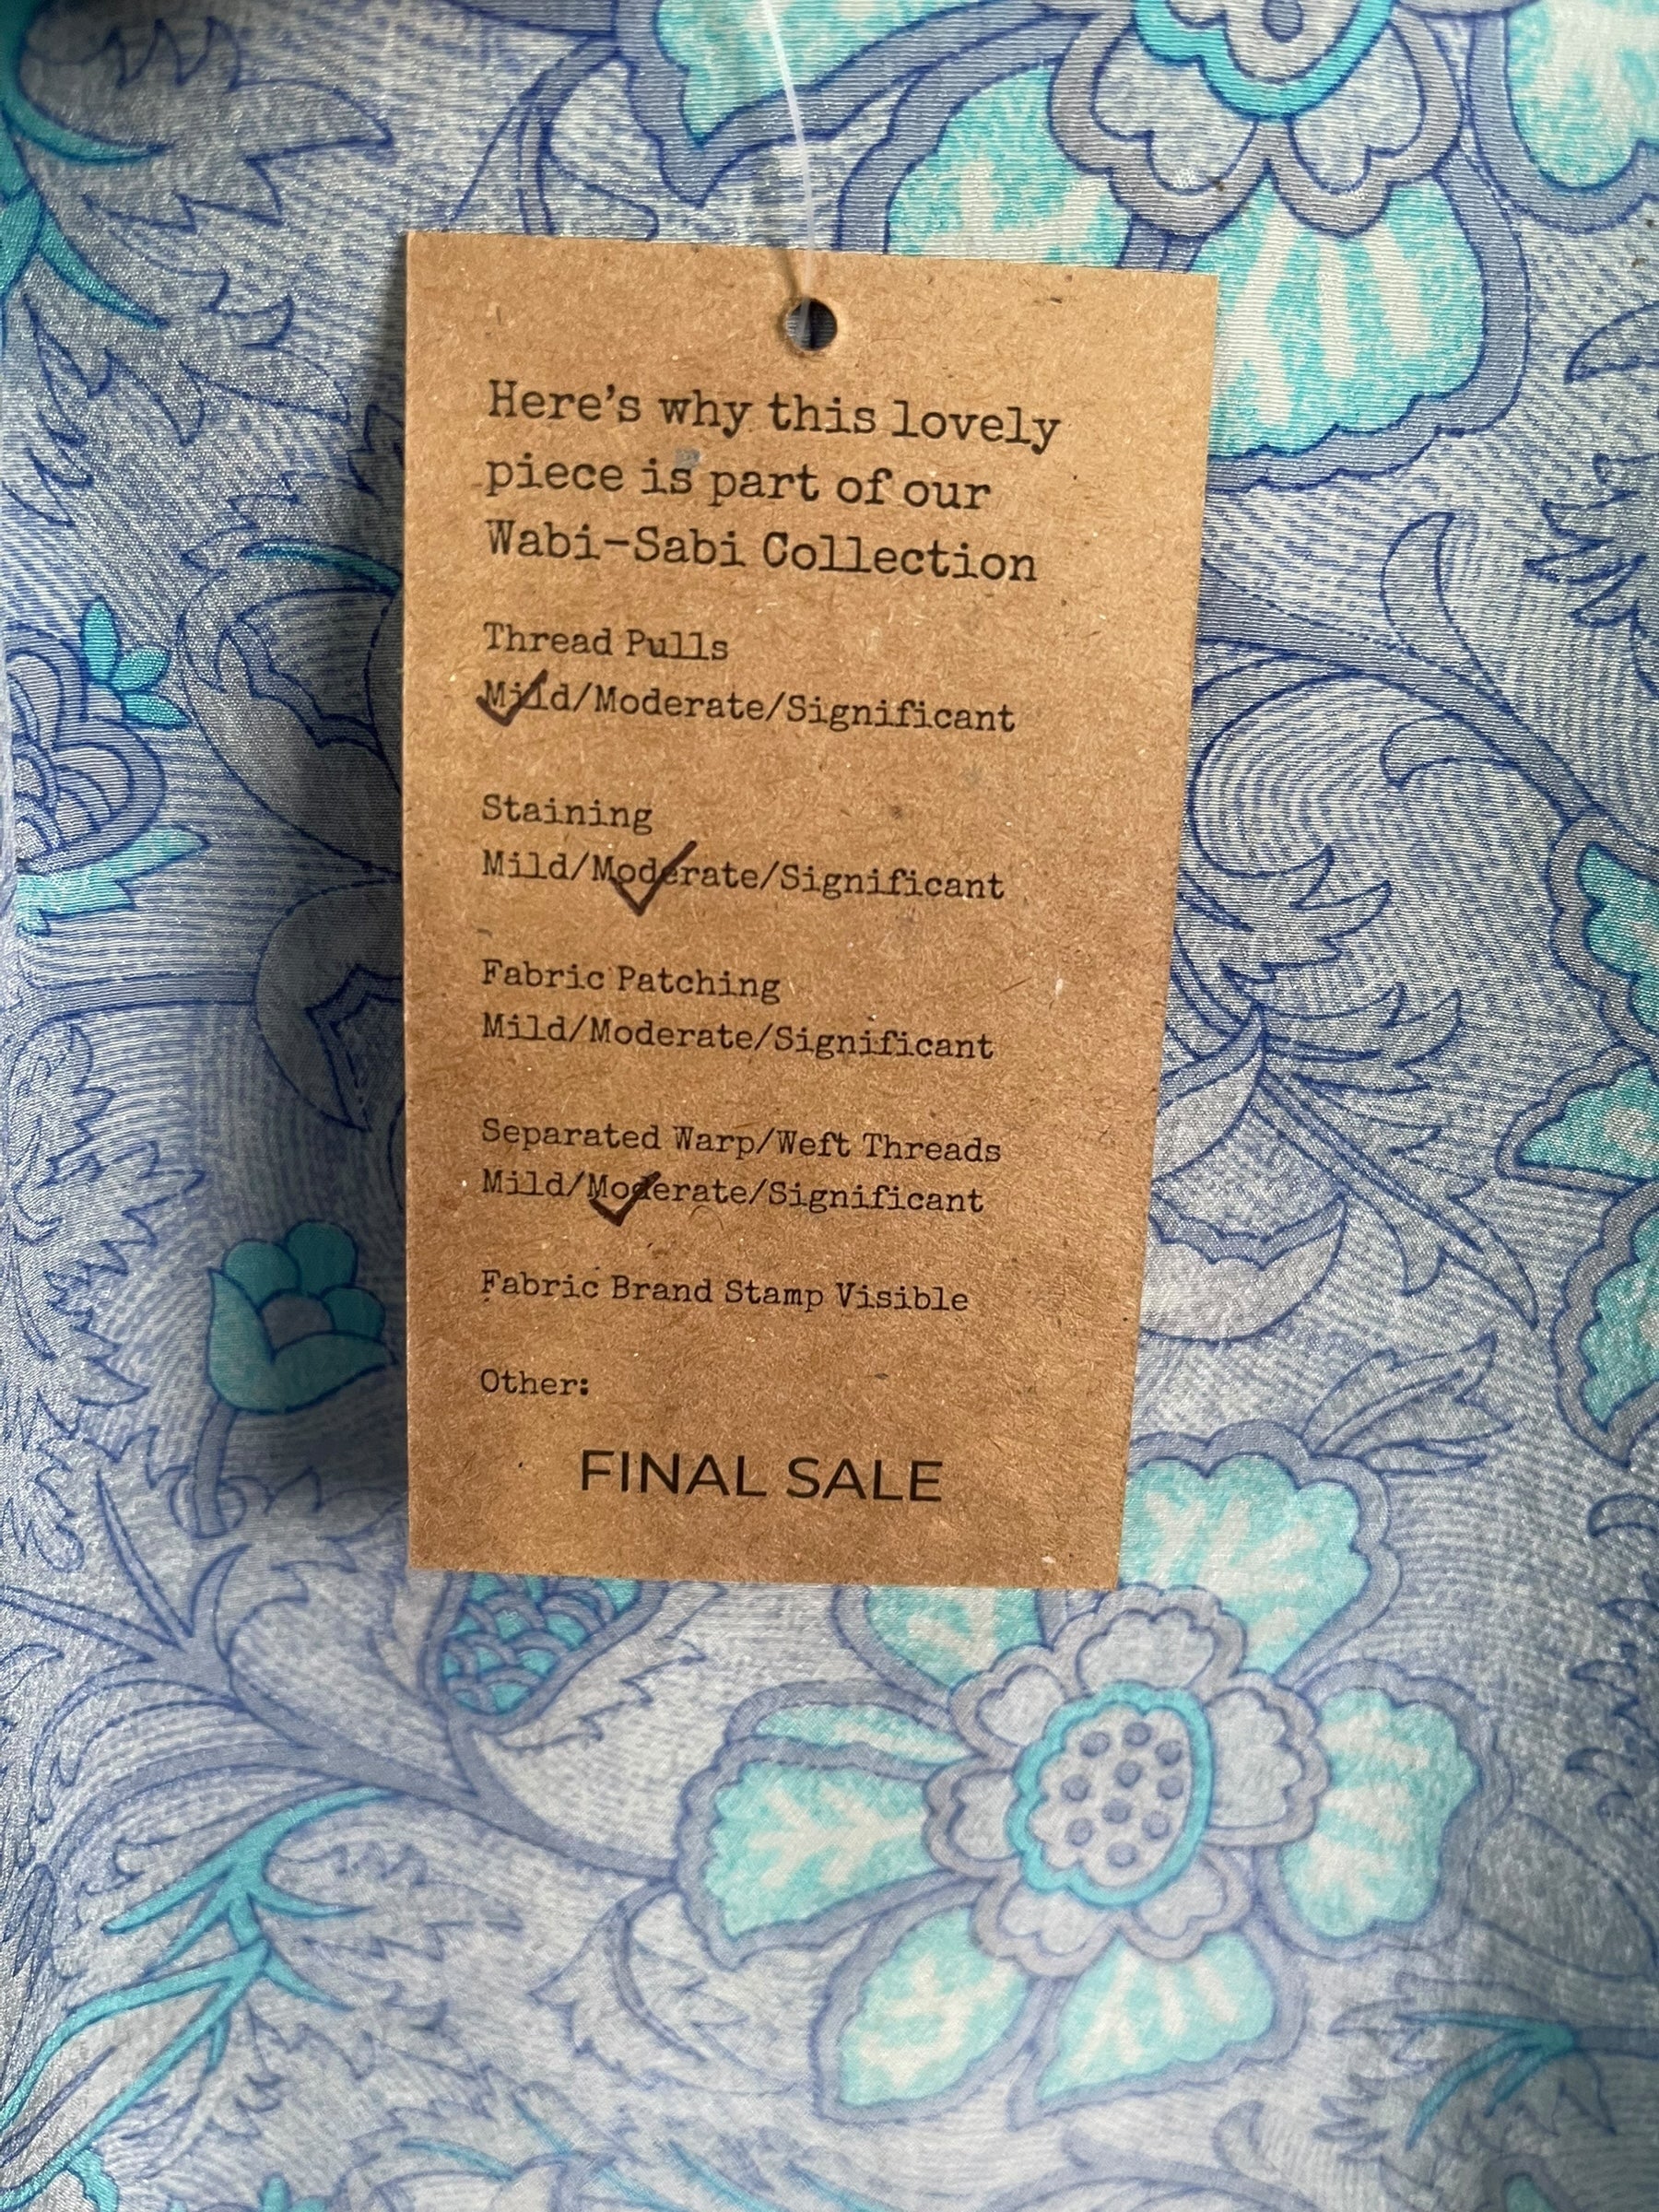 Here's why this lovely
piece is part of our
Wabi-Sabi Collection
Thread Pulls
Mild/Moderate/Significant
Staining
Mild/Moderate/Significant
Fabric Patching
Mild/Moderate/Significant
Separated Warp/Weft Threads
Mild/Moderate/Significant
Fabric Brand Stamp Visible
Other:
FINAL SALE